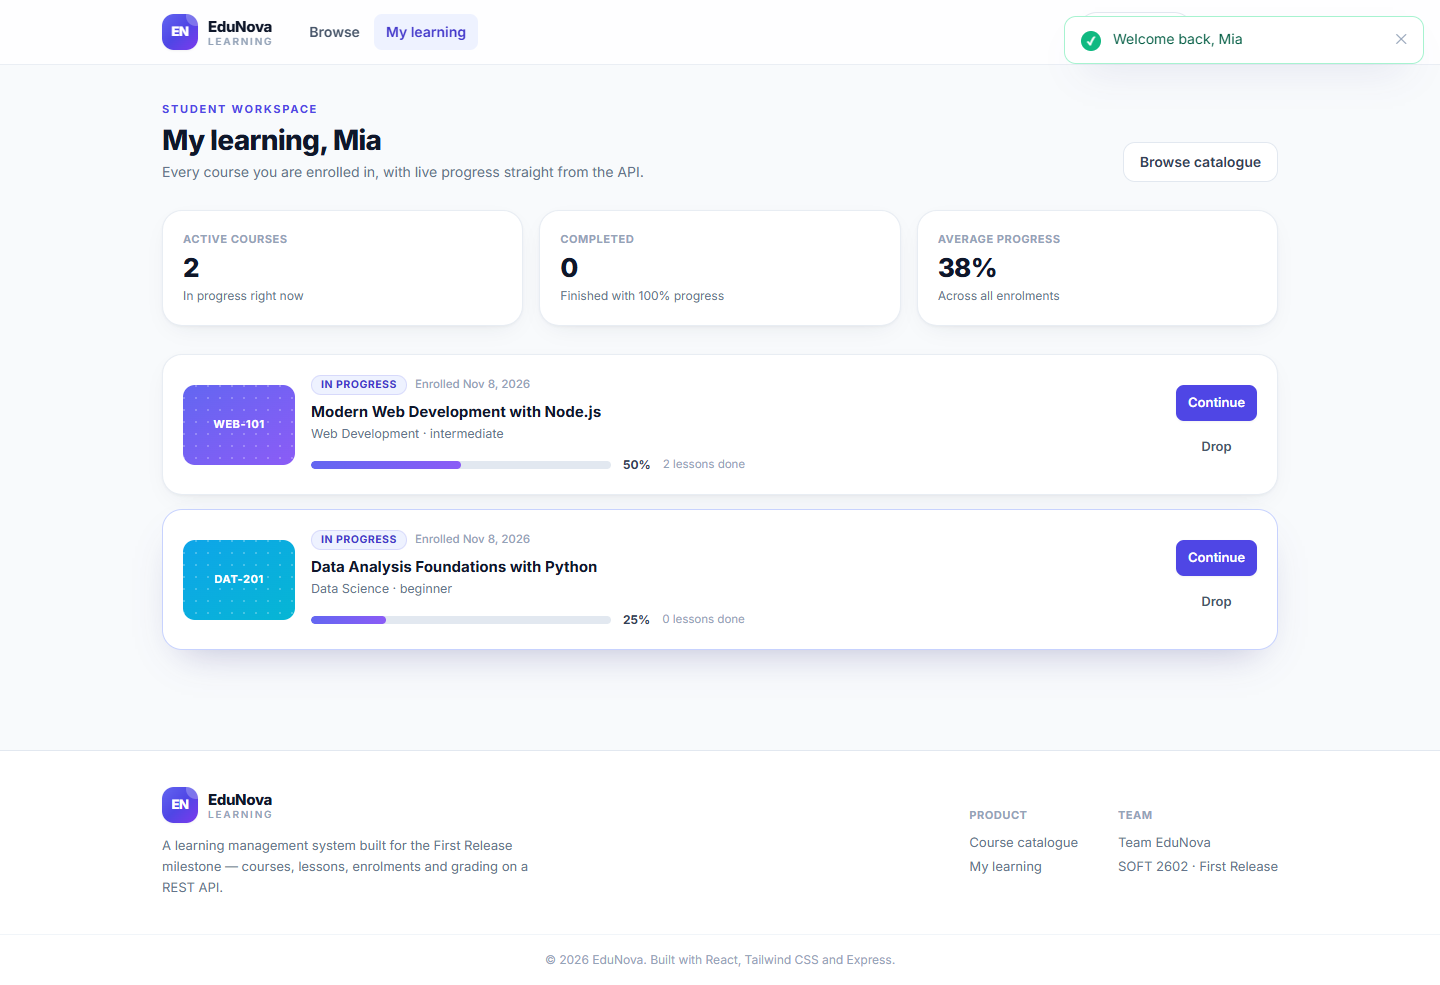 EN
EduNova
LEARNING
Browse
My learning
Welcome back, Mia
STUDENT WORKSPACE
My learning, Mia
Every course you are enrolled in, with live progress straight from the API.
Browse catalogue
ACTIVE COURSES
2
In progress right now
COMPLETED
0
Finished with 100% progress
AVERAGE PROGRESS
38%
Across all enrolments
WEB-101
IN PROGRESS
Enrolled Nov 8, 2026
Modern Web Development with Node.js
Web Development · intermediate
50%
2 lessons done
Continue
Drop
DAT-201
IN PROGRESS
Enrolled Nov 8, 2026
Data Analysis Foundations with Python
Data Science · beginner
25%
0 lessons done
Continue
Drop
EN
EduNova
LEARNING
A learning management system built for the First Release
milestone — courses, lessons, enrolments and grading on a
REST API.
PRODUCT
Course catalogue
My learning
TEAM
Team EduNova
SOFT 2602 · First Release
© 2026 EduNova. Built with React, Tailwind CSS and Express.